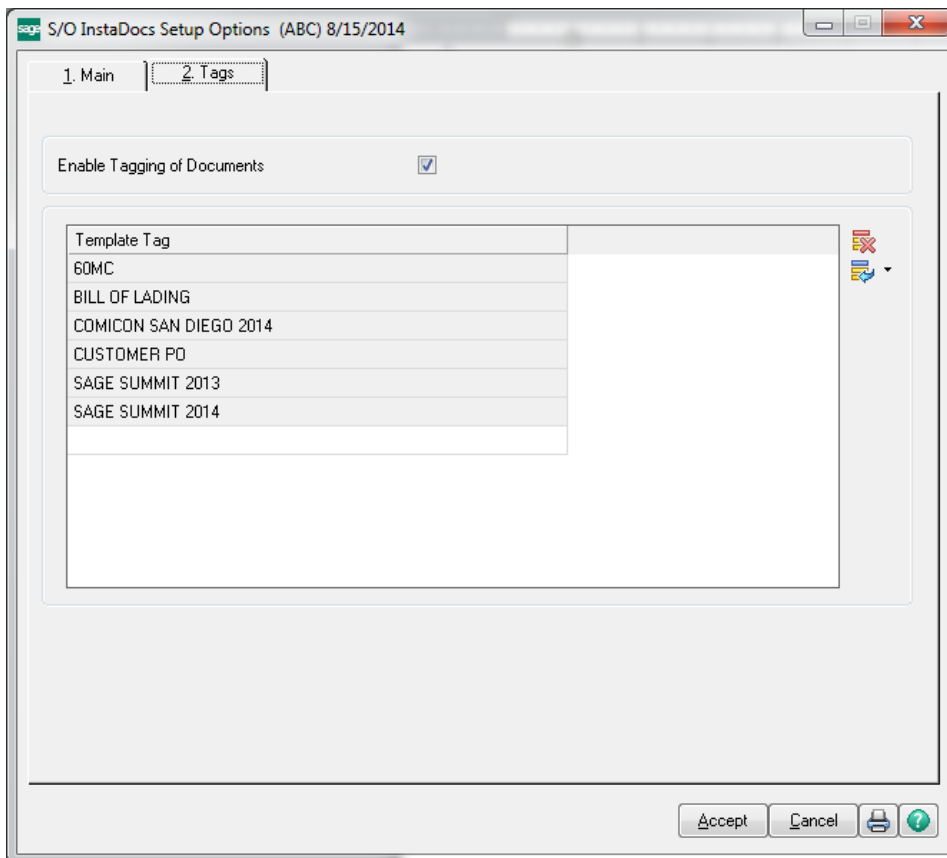 sage S/O InstaDocs Setup Options (ABC) 8/15/2014
1. Main 2. Tags
Enable Tagging of Documents
Template Tag
60MC
BILL OF LADING
COMICON SAN DIEGO 2014
CUSTOMER PO
SAGE SUMMIT 2013
SAGE SUMMIT 2014
Accept Cancel ?